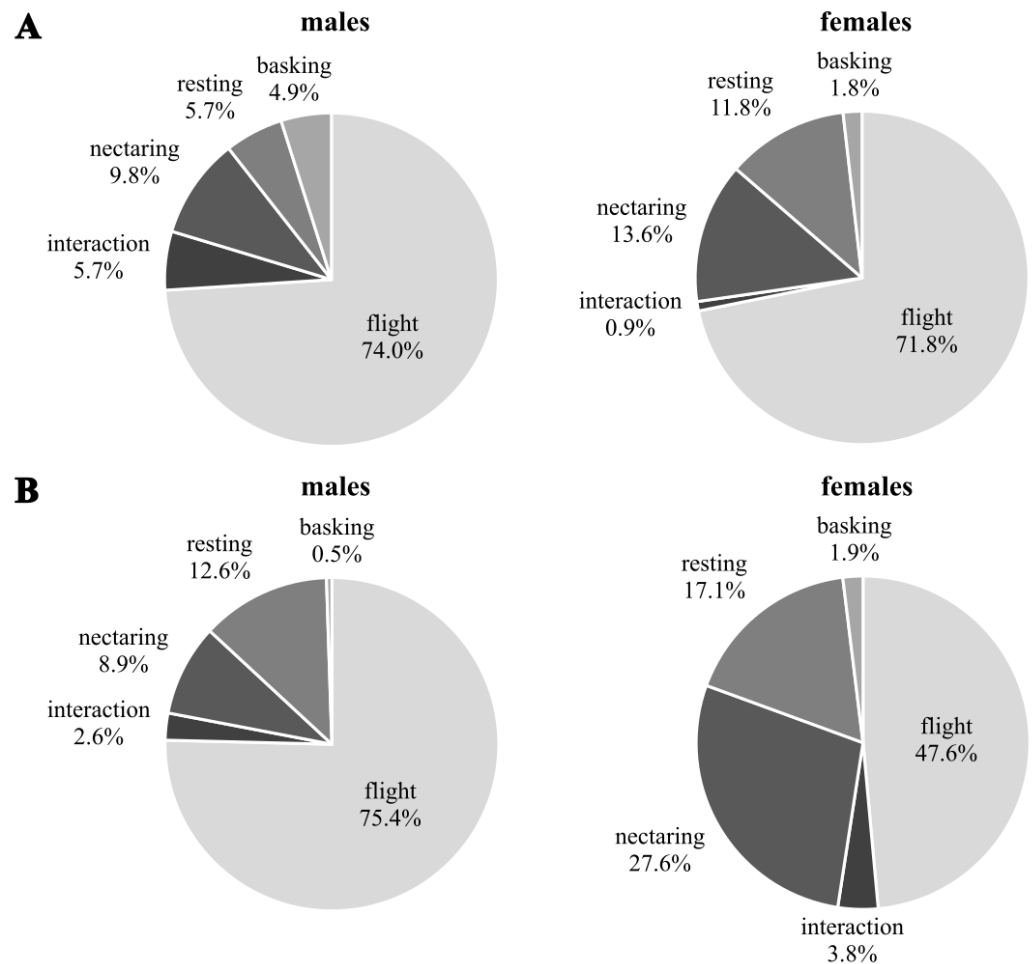 A
males
basking
4.9%
resting
5.7%
nectaring
9.8%
interaction
5.7%
flight
74.0%
females
basking
1.8%
resting
11.8%
nectaring
13.6%
interaction
0.9%
flight
71.8%
B
males
basking
0.5%
resting
12.6%
nectaring
8.9%
interaction
2.6%
flight
75.4%
females
basking
1.9%
resting
17.1%
flight
47.6%
nectaring
27.6%
interaction
3.8%